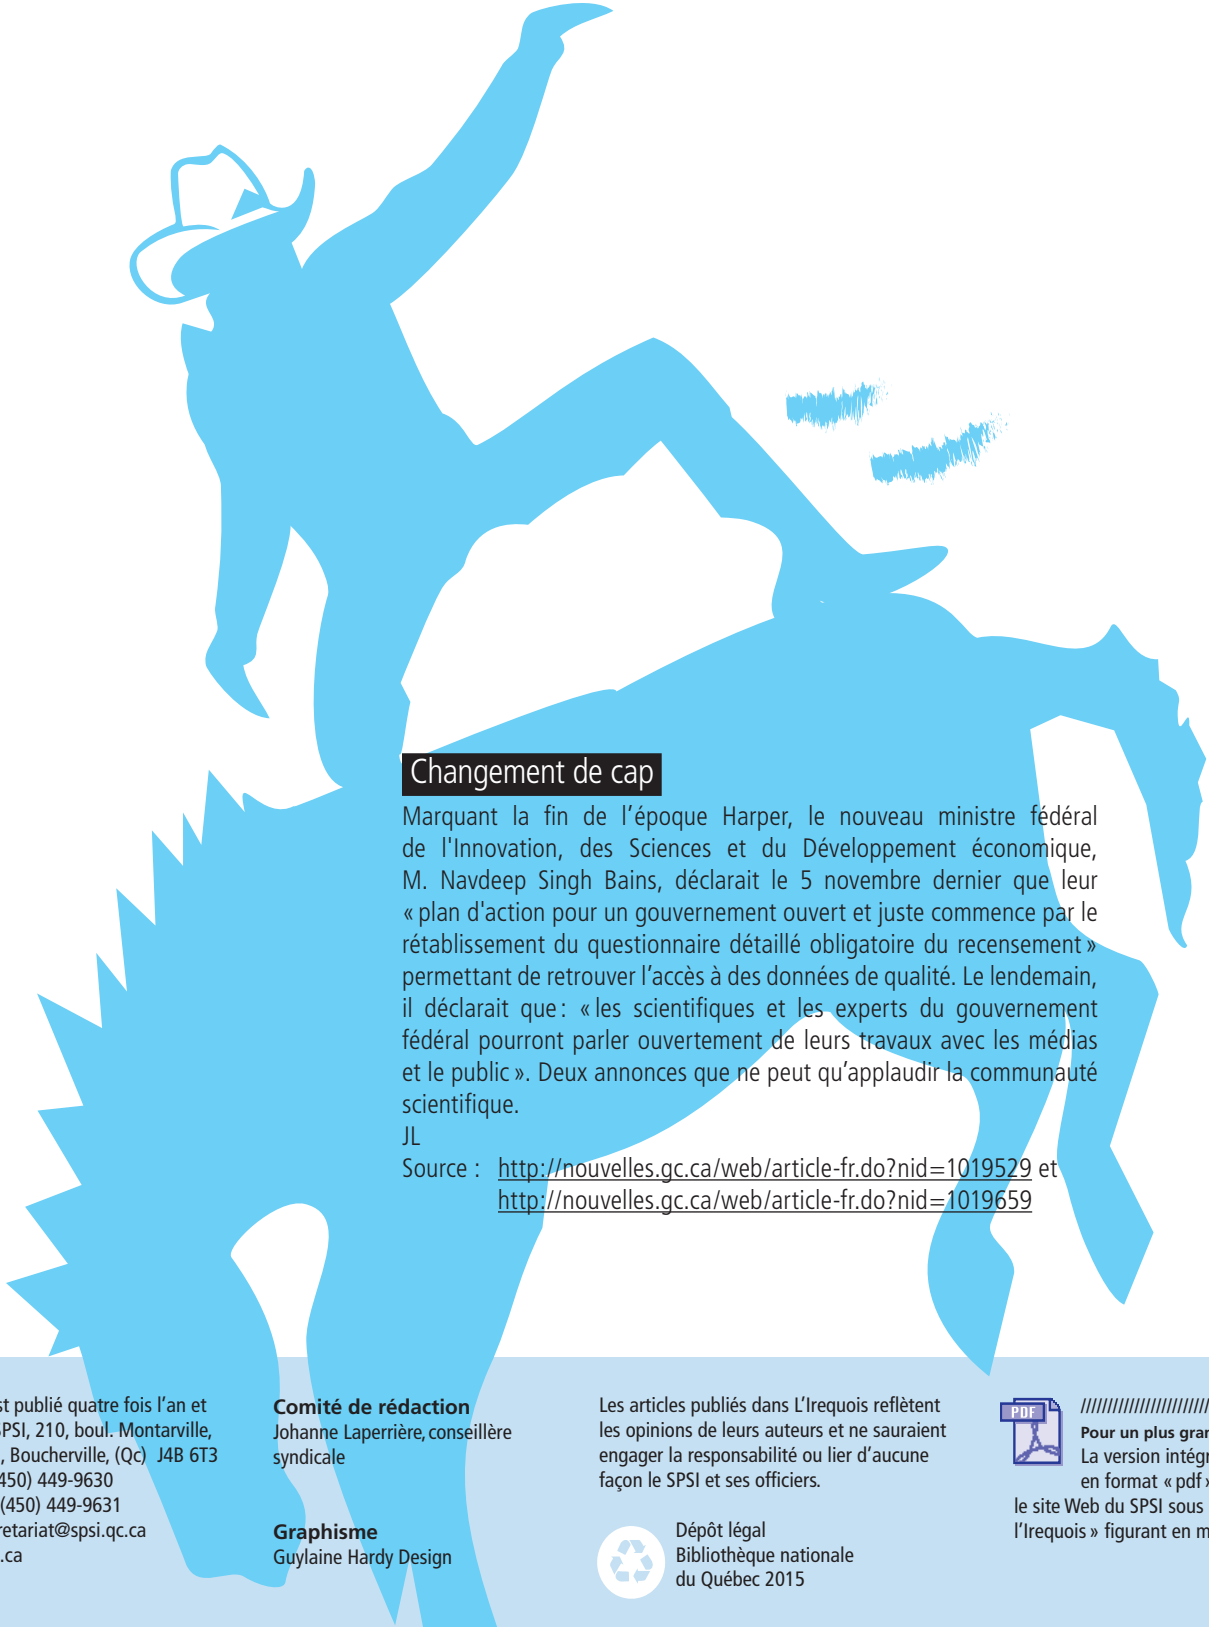 Changement de cap
Marquant la fin de l’époque Harper, le nouveau ministre fédéral
de l'Innovation, des Sciences et du Développement économique,
M. Navdeep Singh Bains, déclarait le 5 novembre dernier que leur
« plan d'action pour un gouvernement ouvert et juste commence par le
rétablissement du questionnaire détaillé obligatoire du recensement »
permettant de retrouver l’accès à des données de qualité. Le lendemain,
il déclarait que : « les scientifiques et les experts du gouvernement
fédéral pourront parler ouvertement de leurs travaux avec les médias
et le public ». Deux annonces que ne peut qu’applaudir la communauté
scientifique.
JL
Source : http://nouvelles.gc.ca/web/article-fr.do?nid=1019529 et
http://nouvelles.gc.ca/web/article-fr.do?nid=1019659
publié quatre fois l’an et
SPSI, 210, boul. Montarville,
, Boucherville, (Qc) J4B 6T3
450) 449-9630
(450) 449-9631
retariat@spsi.qc.ca
.ca
Comité de rédaction
Johanne Laperrière, conseillère
syndicale
Graphisme
Guylaine Hardy Design
Les articles publiés dans L’Irequois reflètent
les opinions de leurs auteurs et ne sauraient
engager la responsabilité ou lier d’aucune
façon le SPSI et ses officiers.
Dépôt légal
Bibliothèque nationale
du Québec 2015
PDF
////////////////////////
Pour un plus
La version
en format « pdf »
le site Web du SPSI sous
l’Irequois » figurant en